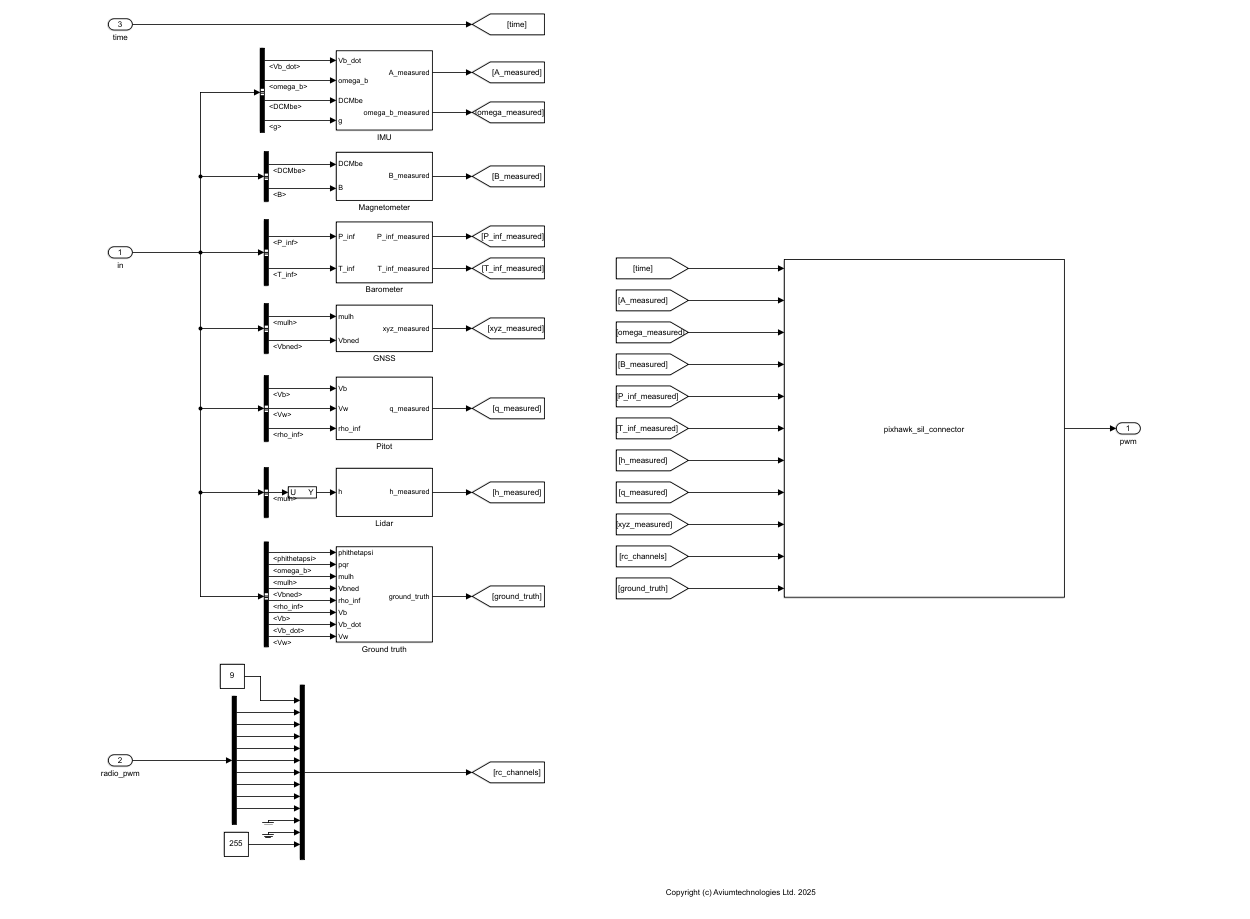 3
time
[time]
<Vb_dot>
<omega_b>
<DCMbe>
<g>
Vb_dot
omega_b
DCMbe
g
A_measured
omega_b_measured
IMU
[A_measured]
[omega_measured]
<DCMbe>
<B>
DCMbe
B
B_measured
Magnetometer
[B_measured]
1
in
<P_inf>
<T_inf>
P_inf
T_inf
P_inf_measured
T_inf_measured
Barometer
[P_inf_measured]
[T_inf_measured]
<mulh>
<Vbned>
mulh
Vbned
xyz_measured
GNSS
[xyz_measured]
<Vb>
<Vw>
<rho_inf>
Vb
Vw
rho_inf
q_measured
Pitot
[q_measured]
<mulh>
U Y
h
h_measured
Lidar
[h_measured]
<phithetapsi>
<omega_b>
<mulh>
<Vbned>
<rho_inf>
<Vb>
<Vb_dot>
<Vw>
phithetapsi
pqr
mulh
Vbned
rho_inf
Vb
Vb_dot
Vw
ground_truth
Ground truth
[ground_truth]
9
2
radio_pwm
255
[rc_channels]
[time]
[A_measured]
[omega_measured]
[B_measured]
[P_inf_measured]
[T_inf_measured]
[h_measured]
[q_measured]
[xyz_measured]
[rc_channels]
[ground_truth]
pixhawk_sil_connector
1
pwm
Copyright (c) Aviumtechnologies Ltd. 2025